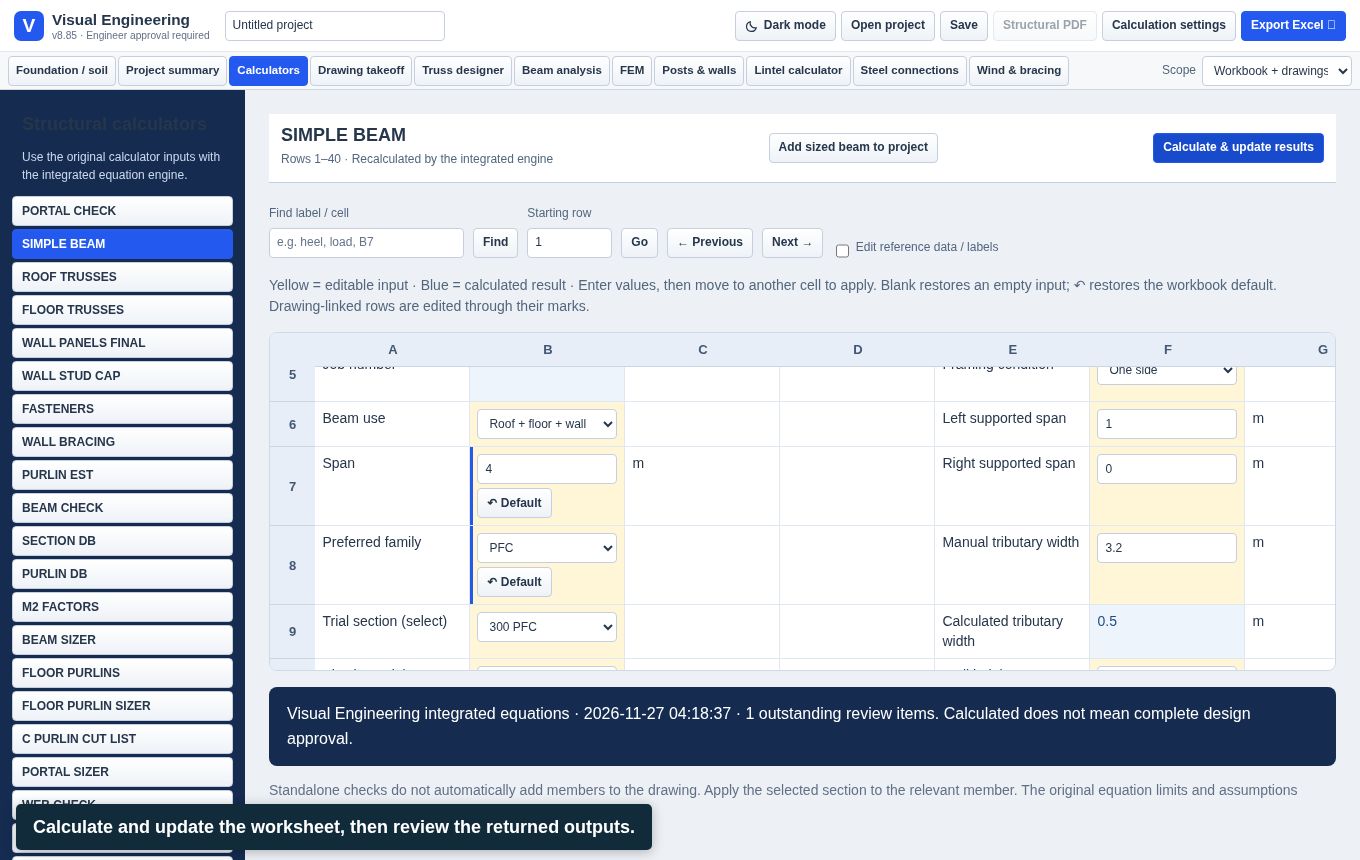 V
Visual Engineering
v8.85 · Engineer approval required
Untitled project
Dark mode
Open project
Save
Structural PDF
Calculation settings
Export Excel
Foundation / soil
Project summary
Calculators
Drawing takeoff
Truss designer
Beam analysis
FEM
Posts & walls
Lintel calculator
Steel connections
Wind & bracing
Scope
Workbook + drawings
Structural calculators
Use the original calculator inputs with
the integrated equation engine.
PORTAL CHECK
SIMPLE BEAM
ROOF TRUSSES
FLOOR TRUSSES
WALL PANELS FINAL
WALL STUD CAP
FASTENERS
WALL BRACING
PURLIN EST
BEAM CHECK
SECTION DB
PURLIN DB
M2 FACTORS
BEAM SIZER
FLOOR PURLINS
FLOOR PURLIN SIZER
C PURLIN CUT LIST
PORTAL SIZER
WEB CHECK
SIMPLE BEAM
Rows 1–40 · Recalculated by the integrated engine
Add sized beam to project
Calculate & update results
Find label / cell
Starting row
e.g. heel, load, B7
Find
1
Go
← Previous
Next →
Edit reference data / labels
Yellow = editable input · Blue = calculated result · Enter values, then move to another cell to apply. Blank restores an empty input; ↶ restores the workbook default.
Drawing-linked rows are edited through their marks.
A B C D E F G
5 Job number Framing condition One side
6 Beam use Roof + floor + wall Left supported span 1 m
7 Span 4 m Right supported span 0 m
↶ Default
8 Preferred family PFC Manual tributary width 3.2 m
↶ Default
9 Trial section (select) 300 PFC Calculated tributary 0.5 m
width
Visual Engineering integrated equations · 2026-11-27 04:18:37 · 1 outstanding review items. Calculated does not mean complete design
approval.
Standalone checks do not automatically add members to the drawing. Apply the selected section to the relevant member. The original equation limits and assumptions
Calculate and update the worksheet, then review the returned outputs.